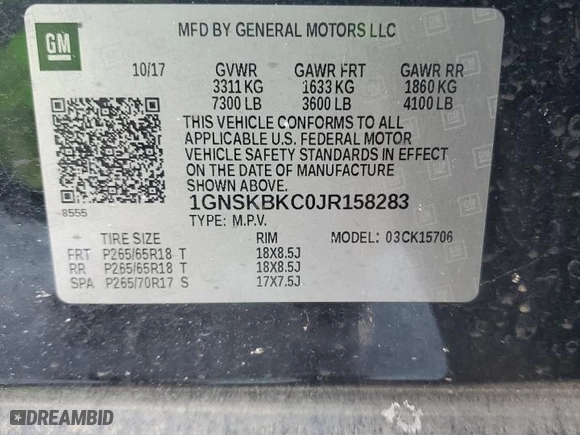 GM
MFD BY GENERAL MOTORS LLC
10/17 GVWR GAWR FRT GAWR RR
3311 KG 1633 KG 1860 KG
7300 LB 3600 LB 4100 LB
THIS VEHICLE CONFORMS TO ALL
APPLICABLE U.S. FEDERAL MOTOR
VEHICLE SAFETY STANDARDS IN EFFECT
ON THE DATE OF MANUFACTURE
SHOWN ABOVE.
8555
1GNSKBKC0JR158283
TYPE: M.P.V.
TIRE SIZE RIM MODEL: 03CK15706
FRT P265/65R18 T 18X8.5J
RR P265/65R18 T 18X8.5J
SPA P265/70R17 S 17X7.5J
DREAMBID